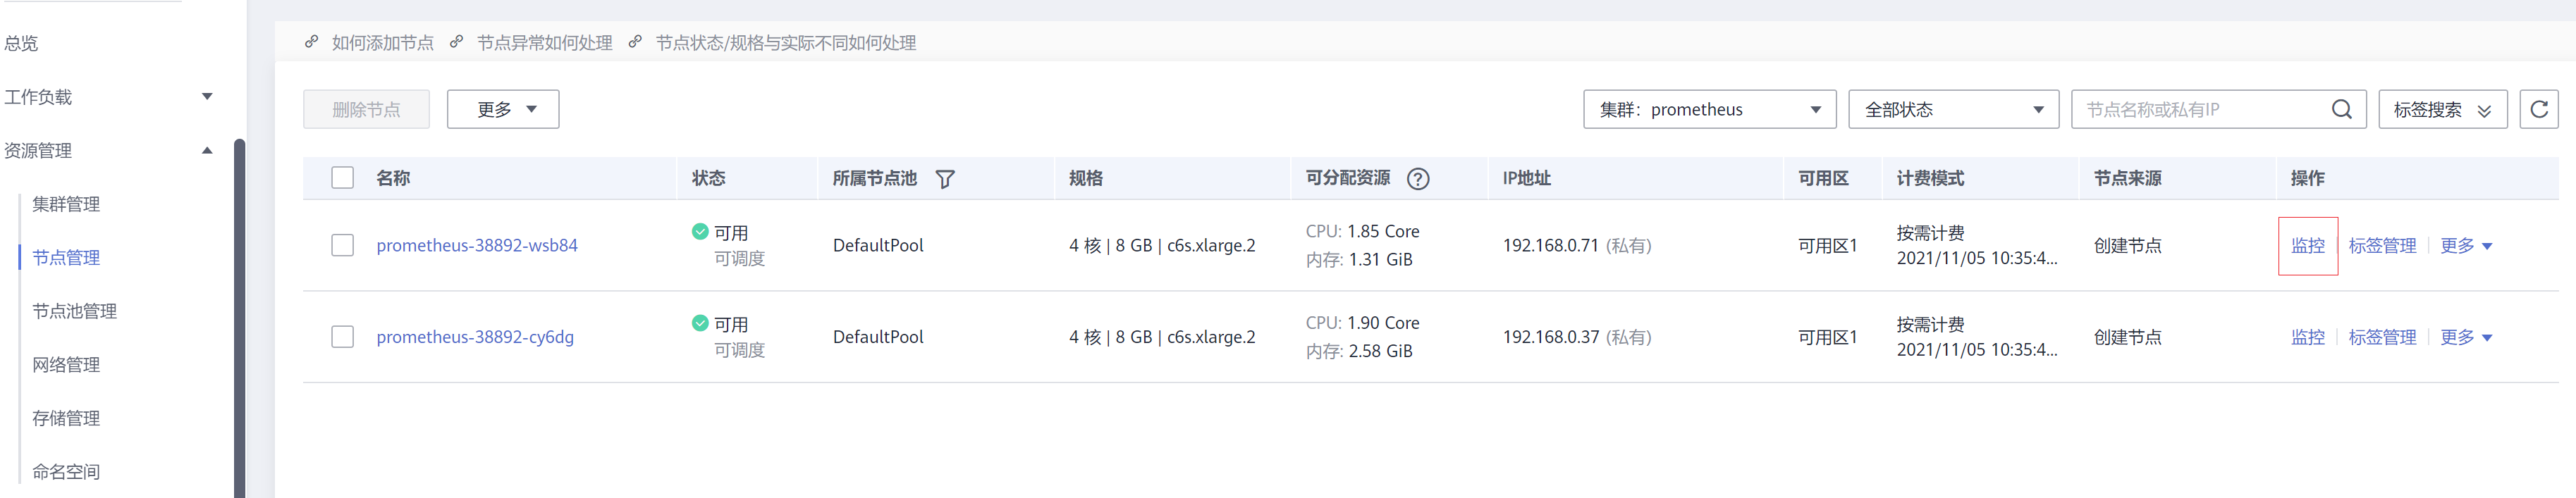 总览
工作负载
资源管理
集群管理
节点管理
节点池管理
网络管理
存储管理
命名空间
如何添加节点 节点异常如何处理 节点状态/规格与实际不同如何处理
删除节点 更多 集群：prometheus 全部状态 节点名称或私有IP 标签搜索
名称 状态 所属节点池 规格 可分配资源 IP地址 可用区 计费模式 节点来源 操作
prometheus-38892-wsb84 可用 DefaultPool 4 核 | 8 GB | c6s.xlarge.2 CPU: 1.85 Core 192.168.0.71 (私有) 可用区1 按需计费 创建节点 监控 标签管理 更多
可调度 内存: 1.31 GiB 2021/11/05 10:35:4...
prometheus-38892-cy6dg 可用 DefaultPool 4 核 | 8 GB | c6s.xlarge.2 CPU: 1.90 Core 192.168.0.37 (私有) 可用区1 按需计费 创建节点 监控 标签管理 更多
可调度 内存: 2.58 GiB 2021/11/05 10:35:4...